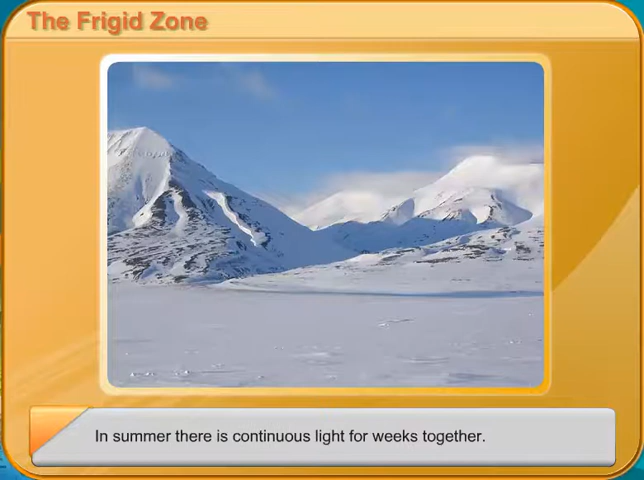 The Frigid Zone
In summer there is continuous light for weeks together.